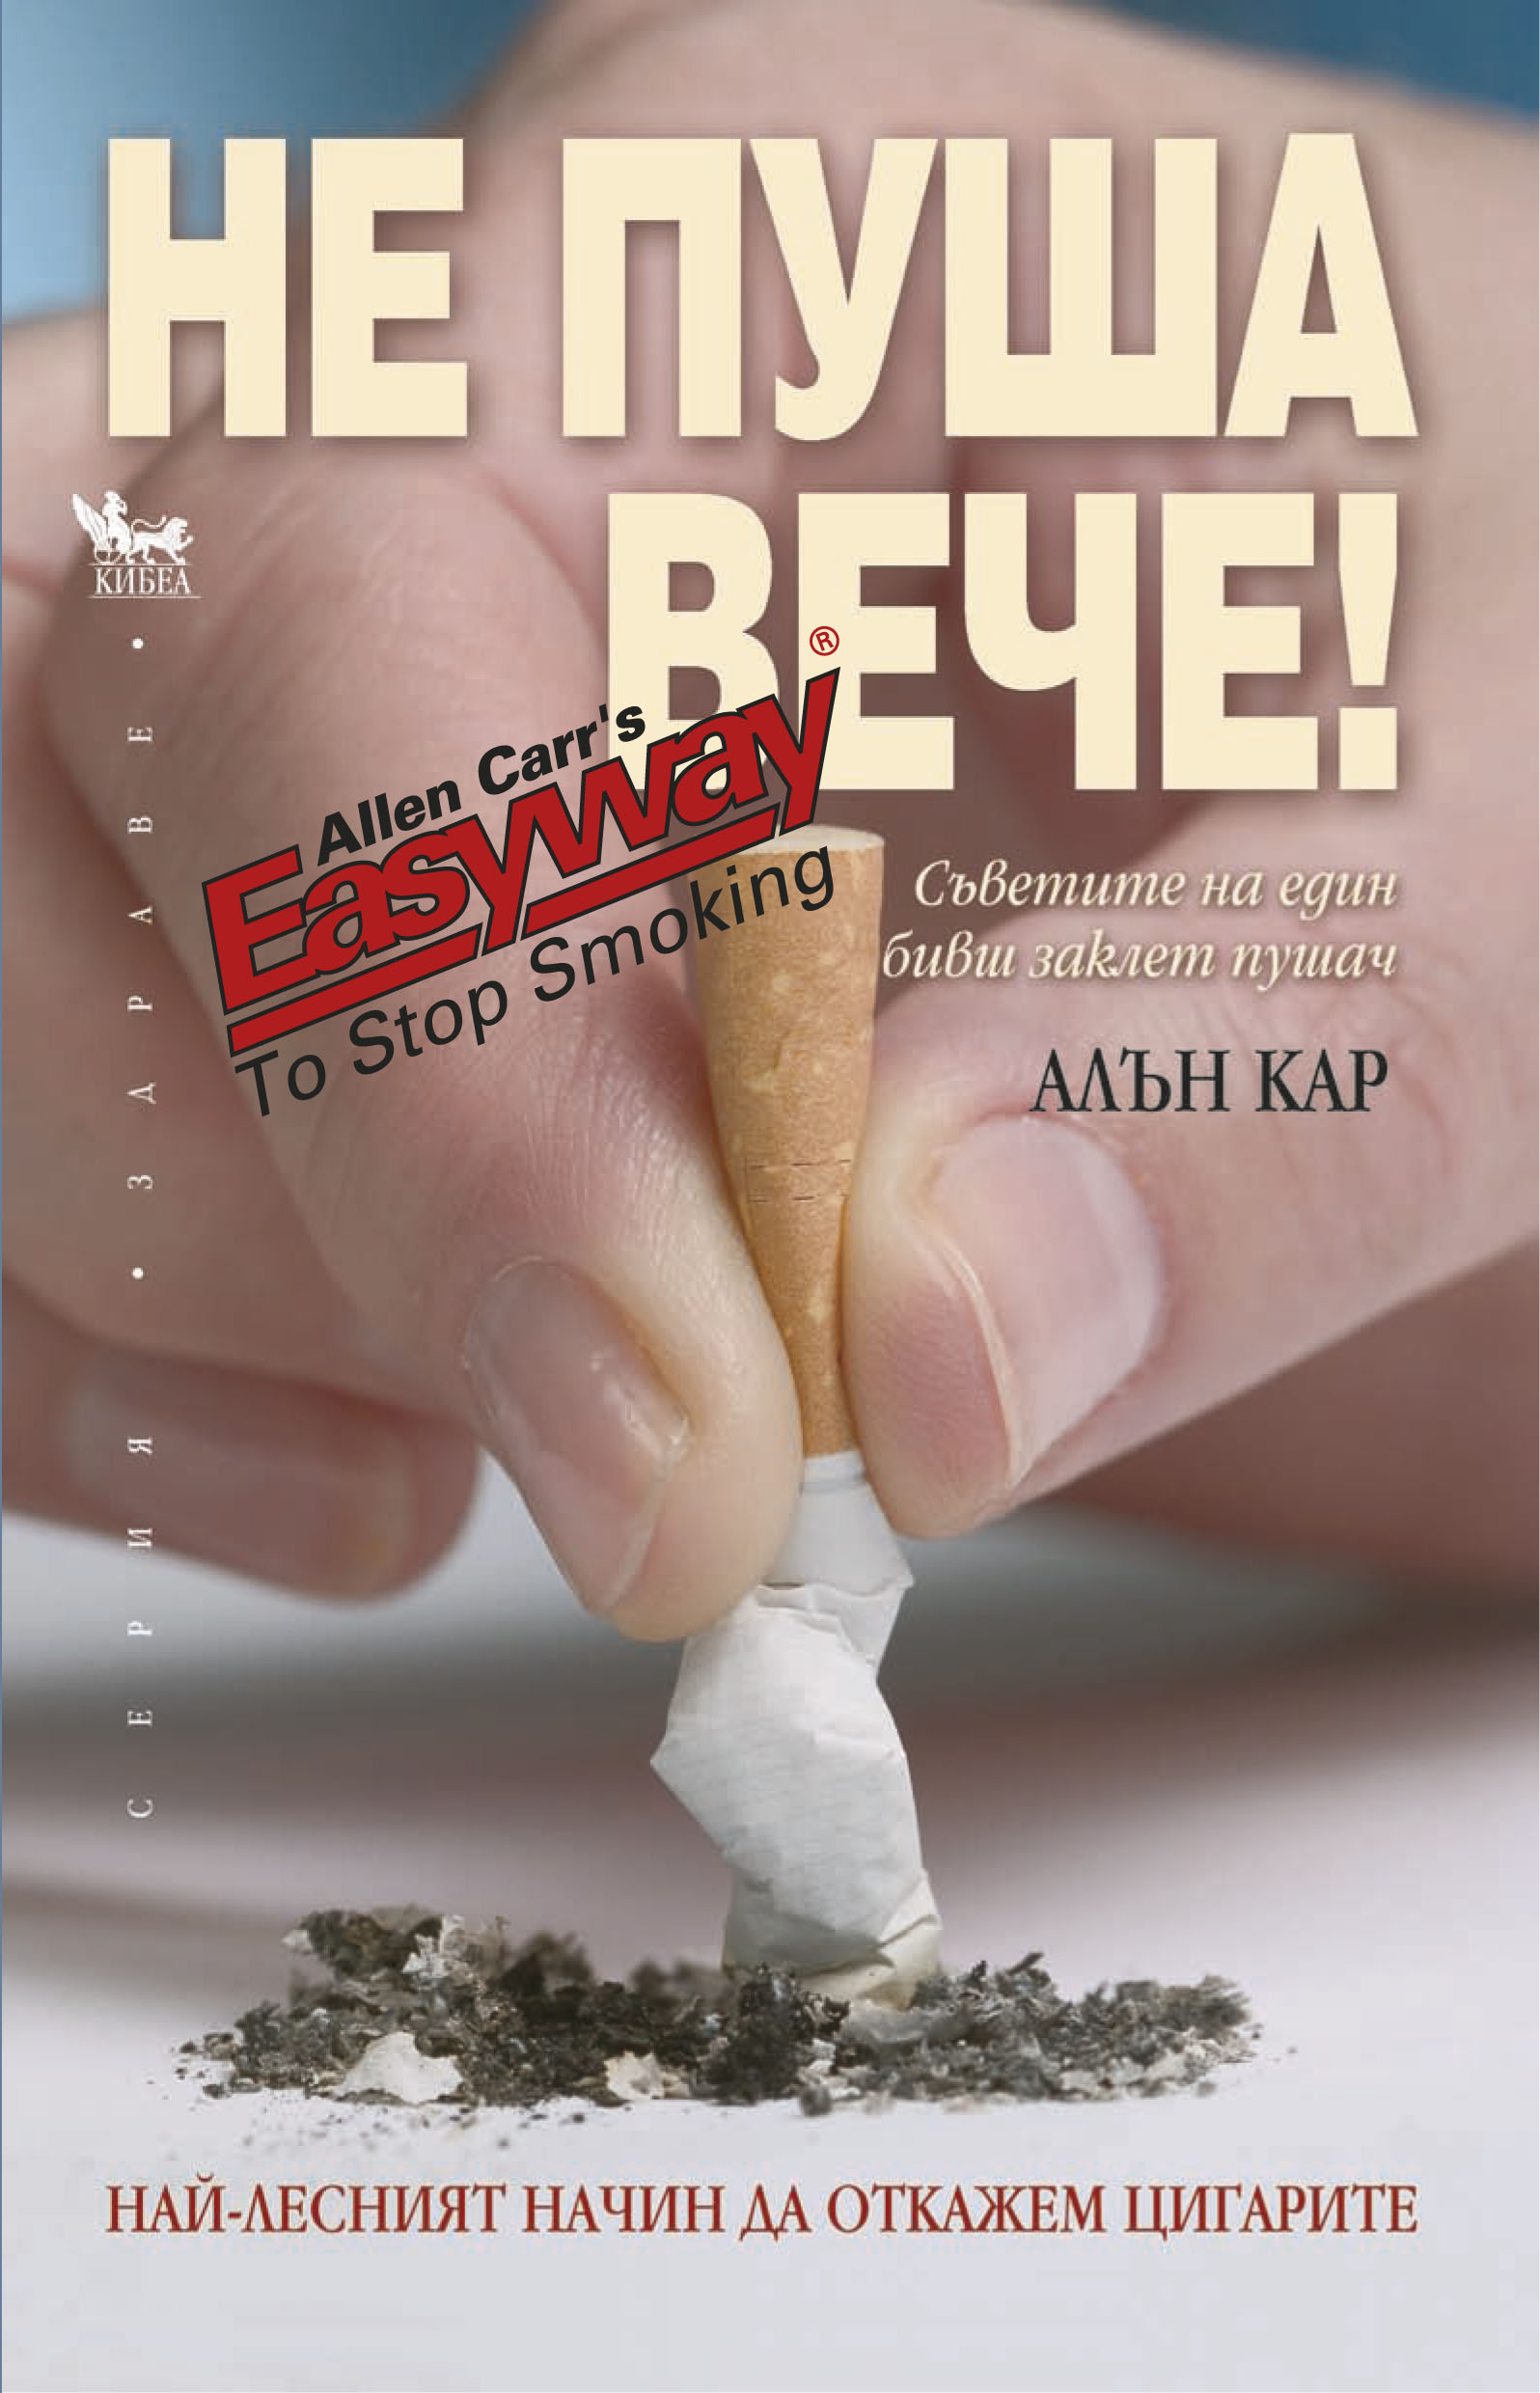 НЕ ПУША
ВЕЧЕ!
КИБЕА
СЕРИЯ • ЗДРАВЕ •
Allen Carr's
Easyway®
To Stop Smoking
Съветите на един
бивш заклет пушач
АЛЪН КАР
НАЙ-ЛЕСНИЯТ НАЧИН ДА ОТКАЖЕМ ЦИГАРИТЕ